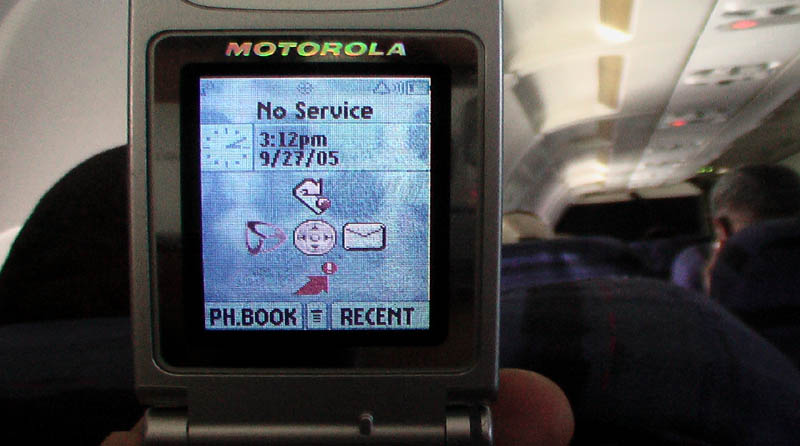 MOTOROLA
No Service
3:12pm
9/27/05
PH.BOOK RECENT